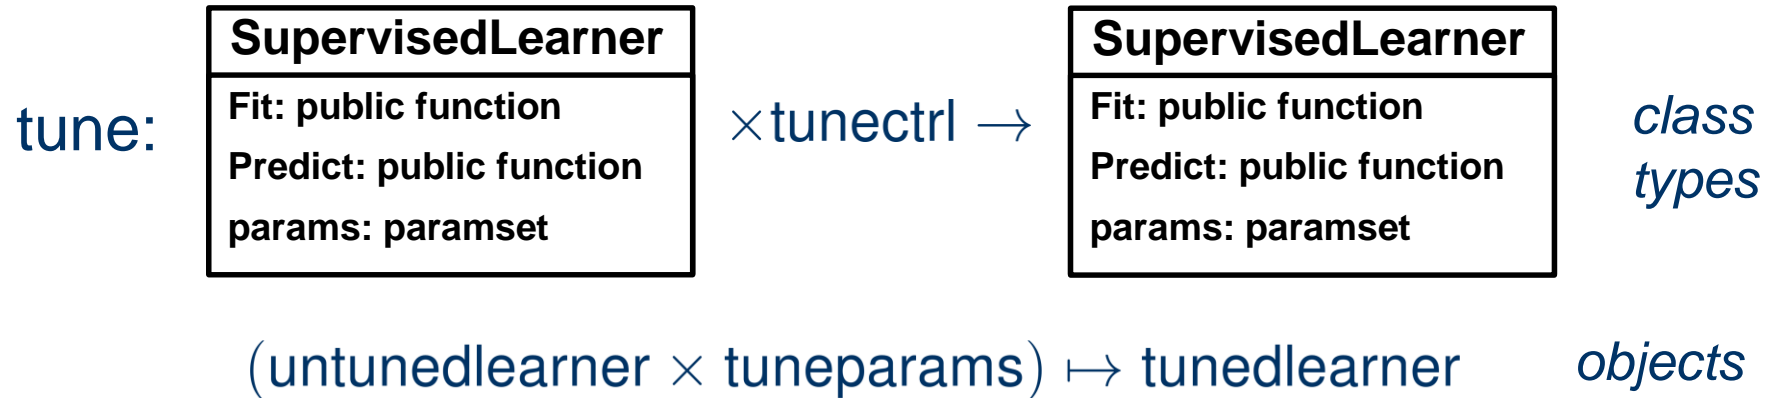 tune:
SupervisedLearner
Fit: public function
Predict: public function
params: paramset
×tunectrl →
SupervisedLearner
Fit: public function
Predict: public function
params: paramset
class
types
(untunedlearner × tuneparams) ↦ tunedlearner
objects